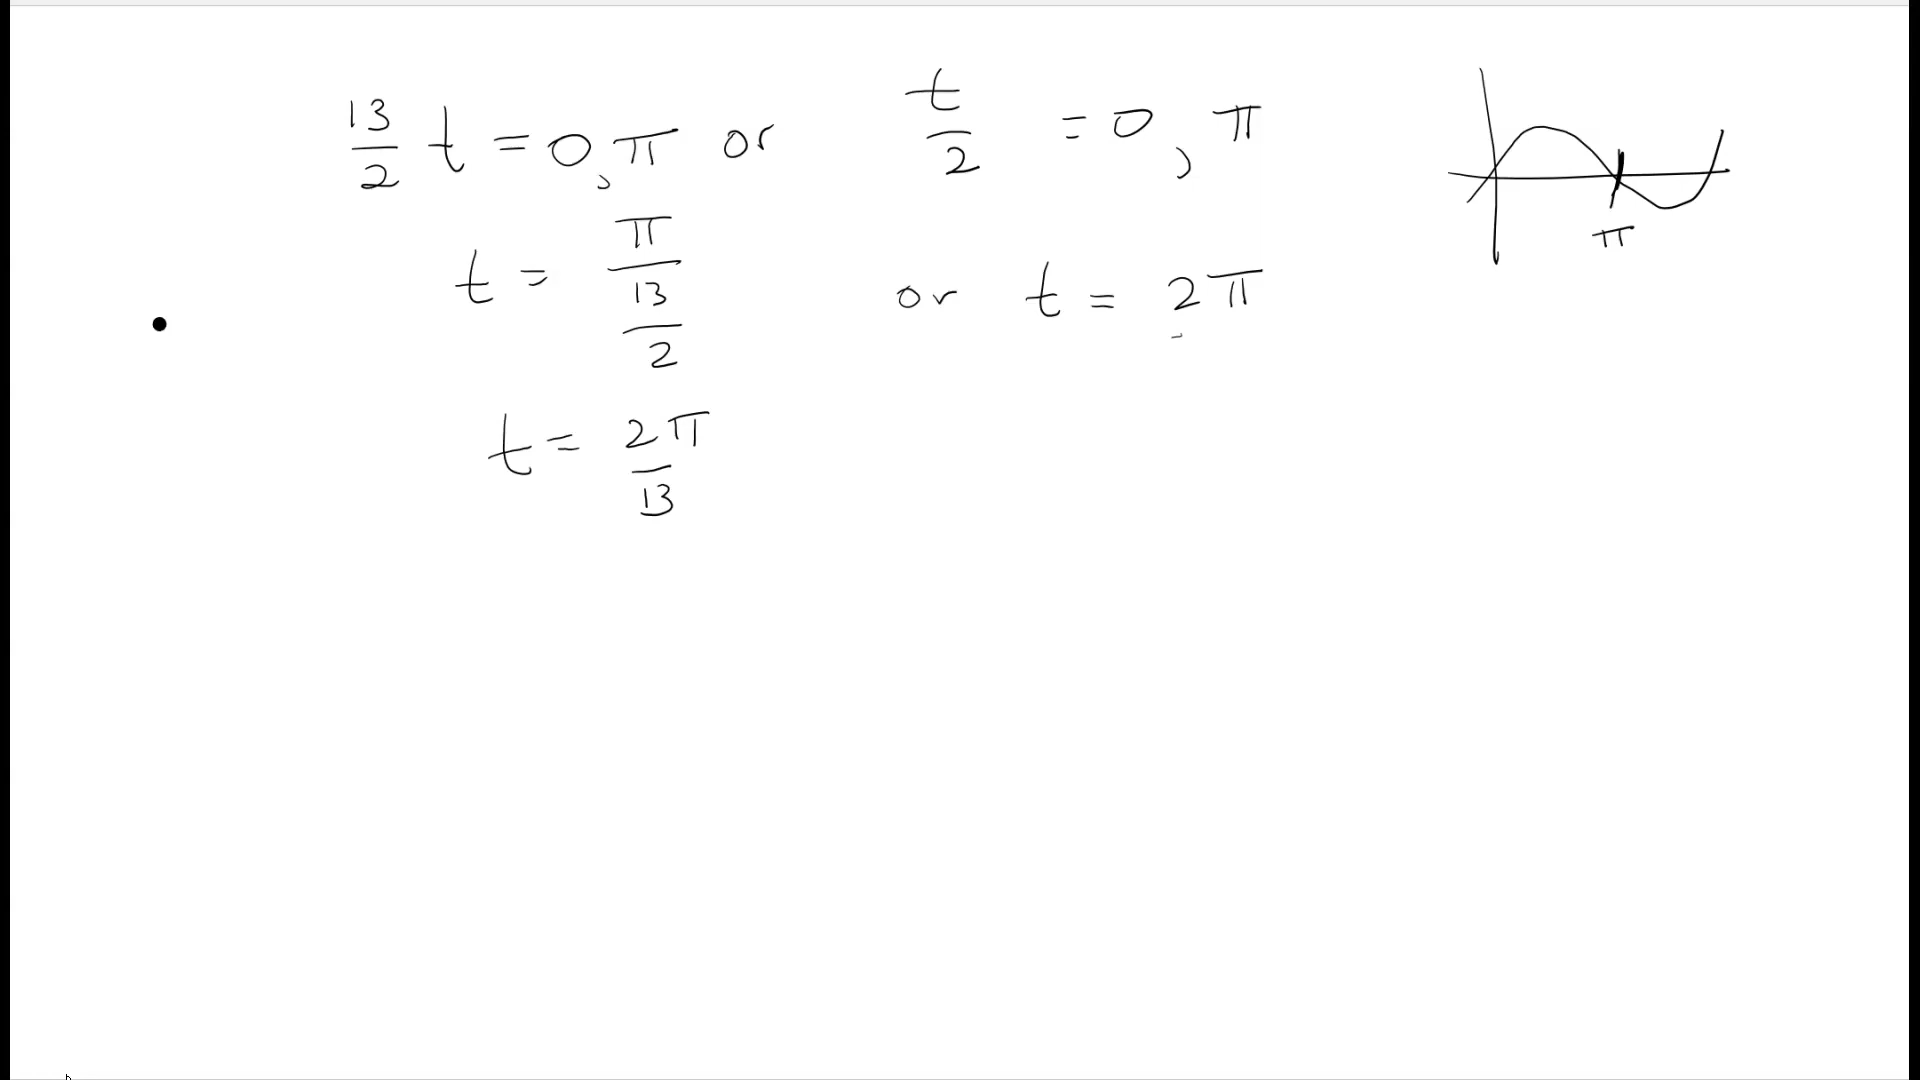 13/2 t = 0, π or t/2 = 0, π
π
t = π/(13/2) or t = 2π
t = 2π/13